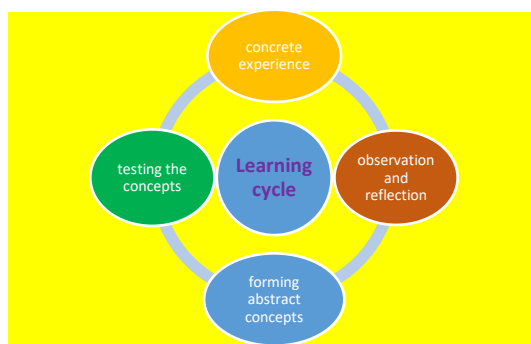 concrete
experience
testing the
concepts
Learning
cycle
observation
and
reflection
forming
abstract
concepts